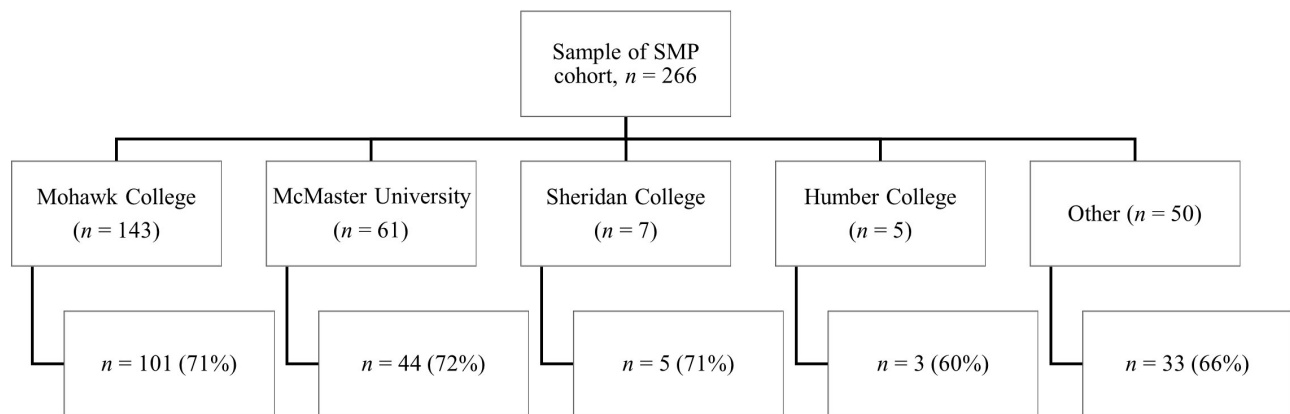 Sample of SMP
cohort, n = 266
Mohawk College
(n = 143)
McMaster University
(n = 61)
Sheridan College
(n = 7)
Humber College
(n = 5)
Other (n = 50)
n = 101 (71%)
n = 44 (72%)
n = 5 (71%)
n = 3 (60%)
n = 33 (66%)